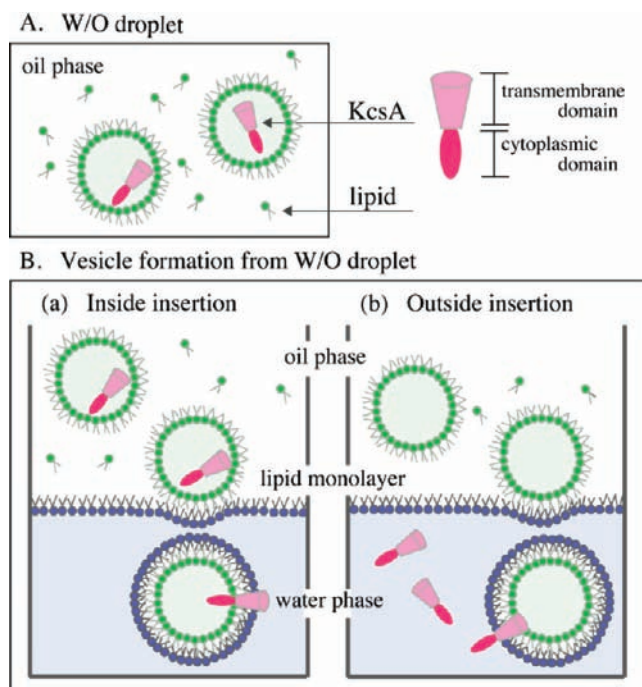 A. W/O droplet
oil phase
KcsA
transmembrane
domain
cytoplasmic
domain
lipid
B. Vesicle formation from W/O droplet
(a) Inside insertion
(b) Outside insertion
oil phase
lipid monolayer
water phase